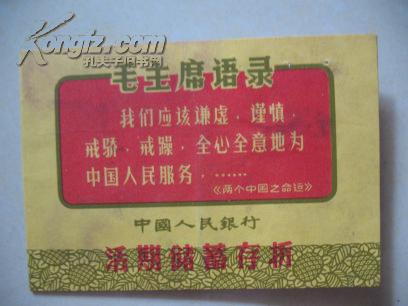 KongfZ.com
孔夫子旧书网
毛主席语录
我们应该谦虚，谨慎，
戒骄，戒躁，全心全意地为
中国人民服务，……
《两个中国之命运》
中國人民銀行
活期储蓄存折